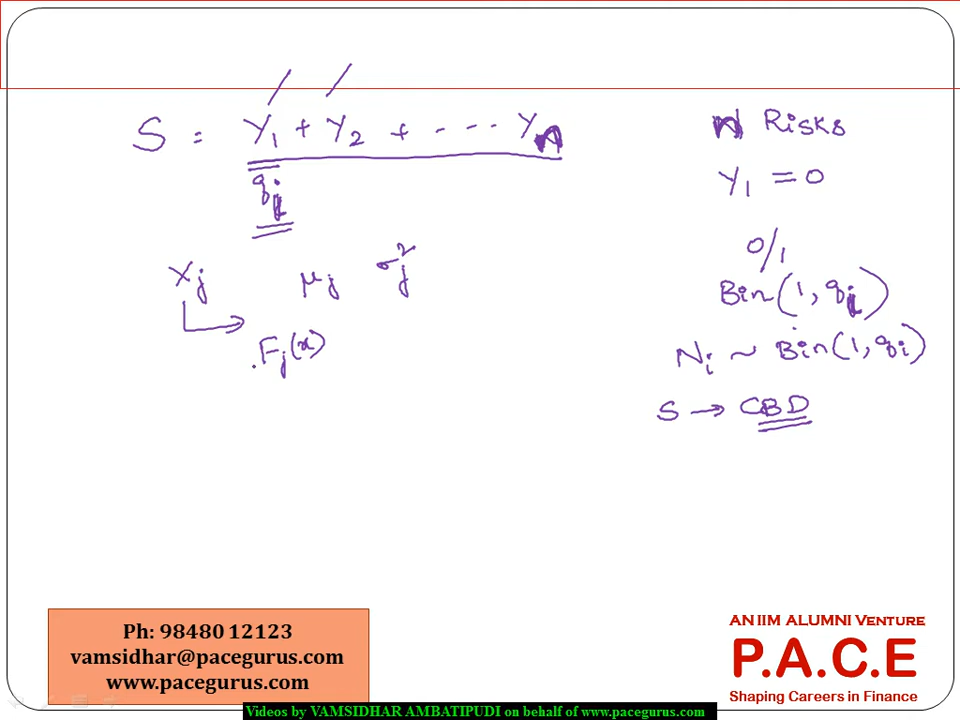 S = Y₁ + Y₂ + - - .. Yₙ
qⱼ
n Risks
Y₁ = 0
0/1
Bin(1, qⱼ)
Nᵢ ~ Bin(1, qᵢ)
S → CBD
Xⱼ μⱼ σⱼ²
Fⱼ(x)
Ph: 98480 12123
vamsidhar@pacegurus.com
www.pacegurus.com
AN IIM ALUMNI VENTURE
P.A.C.E
Shaping Careers in Finance
Videos by VAMSIDHAR AMBATIPUDI on behalf of www.pacegurus.com